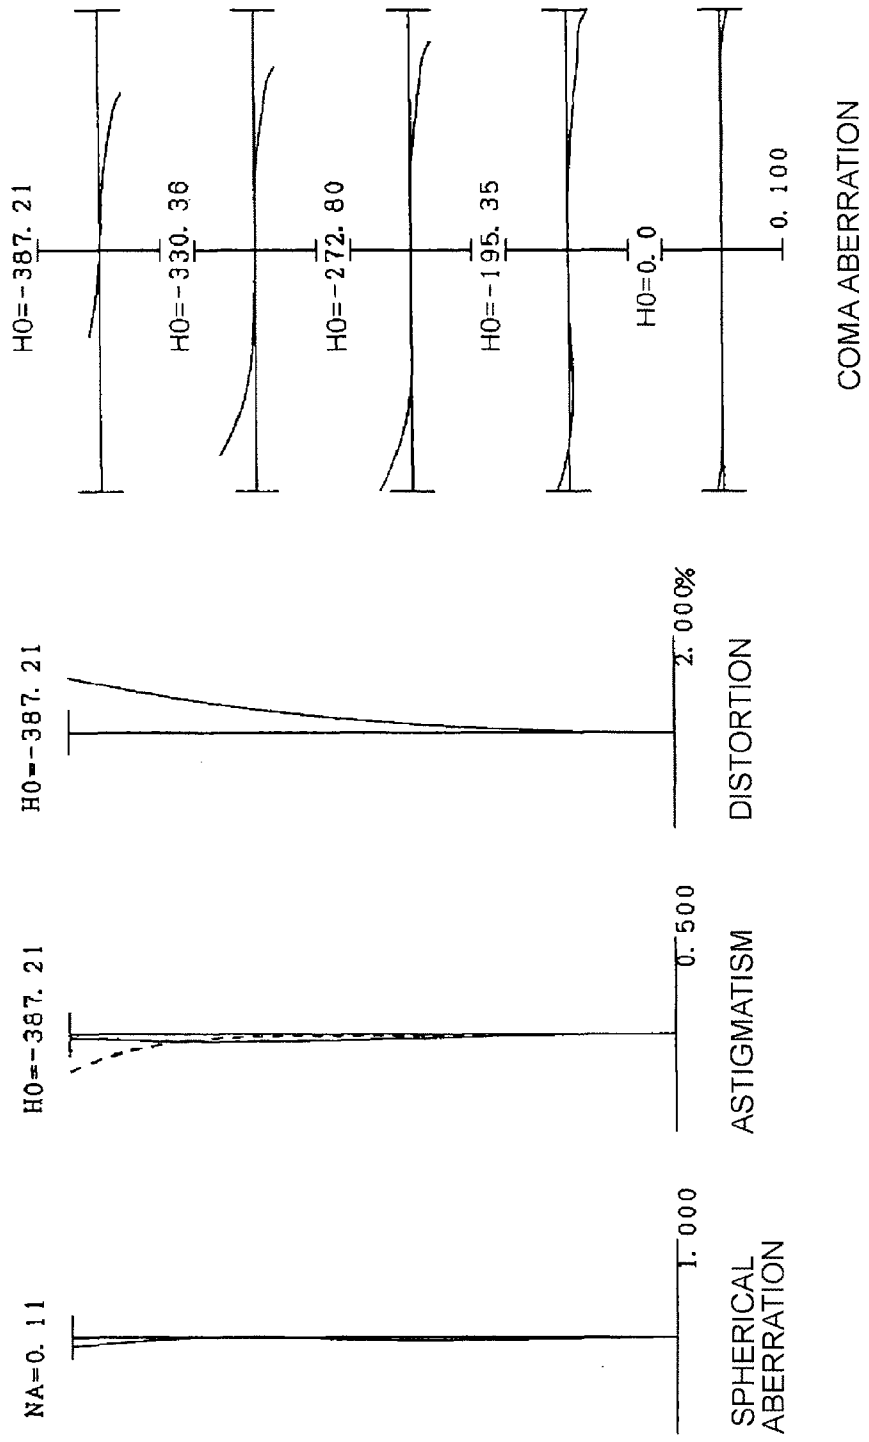 NA=0. 11
1. 000
SPHERICAL
ABERRATION
H0=-387. 21
0. 500
ASTIGMATISM
H0=-387. 21
2. 000%
DISTORTION
H0=-387. 21
H0=-330. 36
H0=-272. 80
H0=-195. 35
H0=0. 0
0. 100
COMA ABERRATION